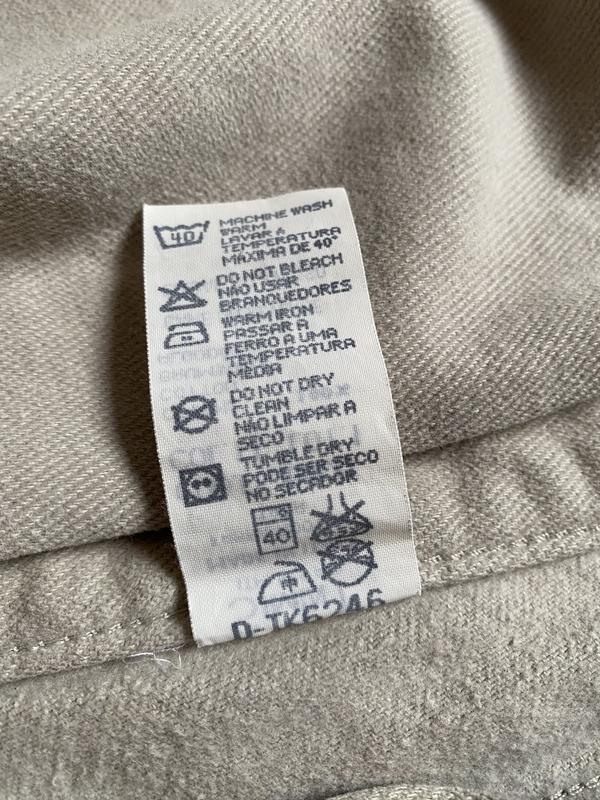 40
MACHINE WASH
WARM
LAVAR À
TEMPERATURA
MÁXIMA DE 40°
DO NOT BLEACH
NÃO USAR
BRANQUEDORES
WARM IRON
PASSAR A
FERRO A UMA
TEMPERATURA
MÉDIA
DO NOT DRY
CLEAN
NÃO LIMPAR A
SECO
TUMBLE DRY
PODE SER SECO
NO SECADOR
40
D-TK6246